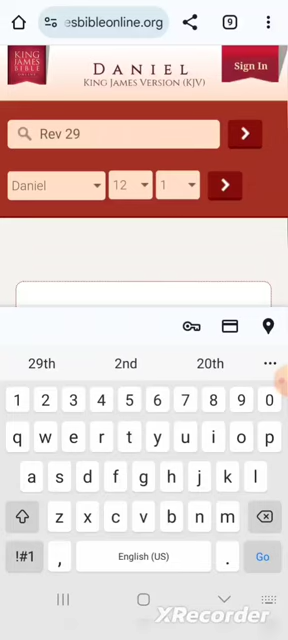 esbibleonline.org
9
KING
JAMES
BIBLE
DANIEL
KING JAMES VERSION (KJV)
Sign In
Rev 29
Daniel 12 1
29th 2nd 20th
1 2 3 4 5 6 7 8 9 0
q w e r t y u i o p
a s d f g h j k l
z x c v b n m
!#1 , English (US) . Go
XRecorder